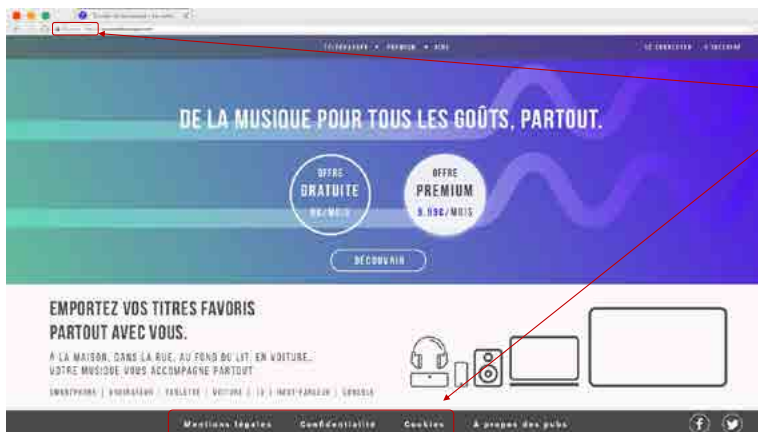 TÉLÉCHARGER • PREMIUM • AIDE
SE CONNECTER S'INSCRIRE
DE LA MUSIQUE POUR TOUS LES GOÛTS, PARTOUT.
OFFRE
GRATUITE
0€/MOIS
OFFRE
PREMIUM
9.99€/MOIS
DÉCOUVRIR
EMPORTEZ VOS TITRES FAVORIS
PARTOUT AVEC VOUS.
À LA MAISON, DANS LA RUE, AU FOND DU LIT, EN VOITURE...
VOTRE MUSIQUE VOUS ACCOMPAGNE PARTOUT
SMARTPHONE | ORDINATEUR | TABLETTE | VOITURE | TV | HAUT-PARLEUR | CONSOLE
Mentions légales Confidentialité Cookies A propos des pubs